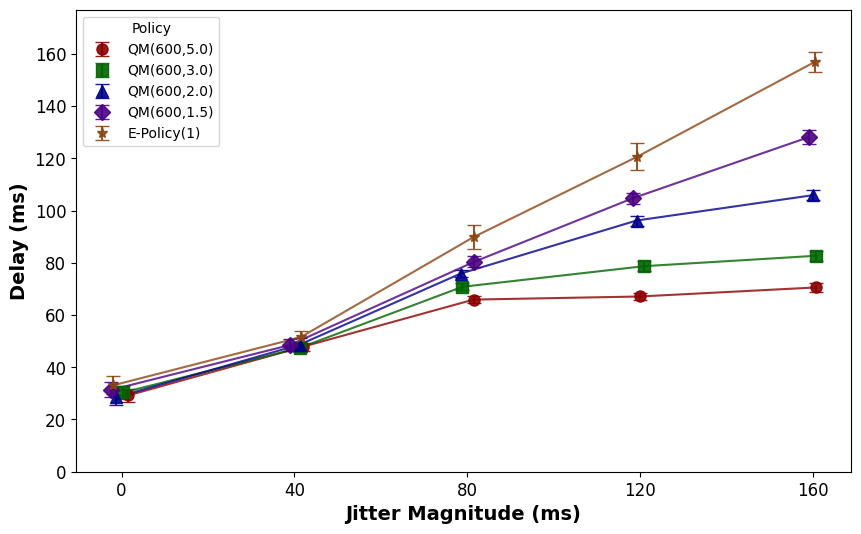 Policy
QM(600,5.0)
QM(600,3.0)
QM(600,2.0)
QM(600,1.5)
E-Policy(1)
Delay (ms)
160
140
120
100
80
60
40
20
0
0 40 80 120 160
Jitter Magnitude (ms)